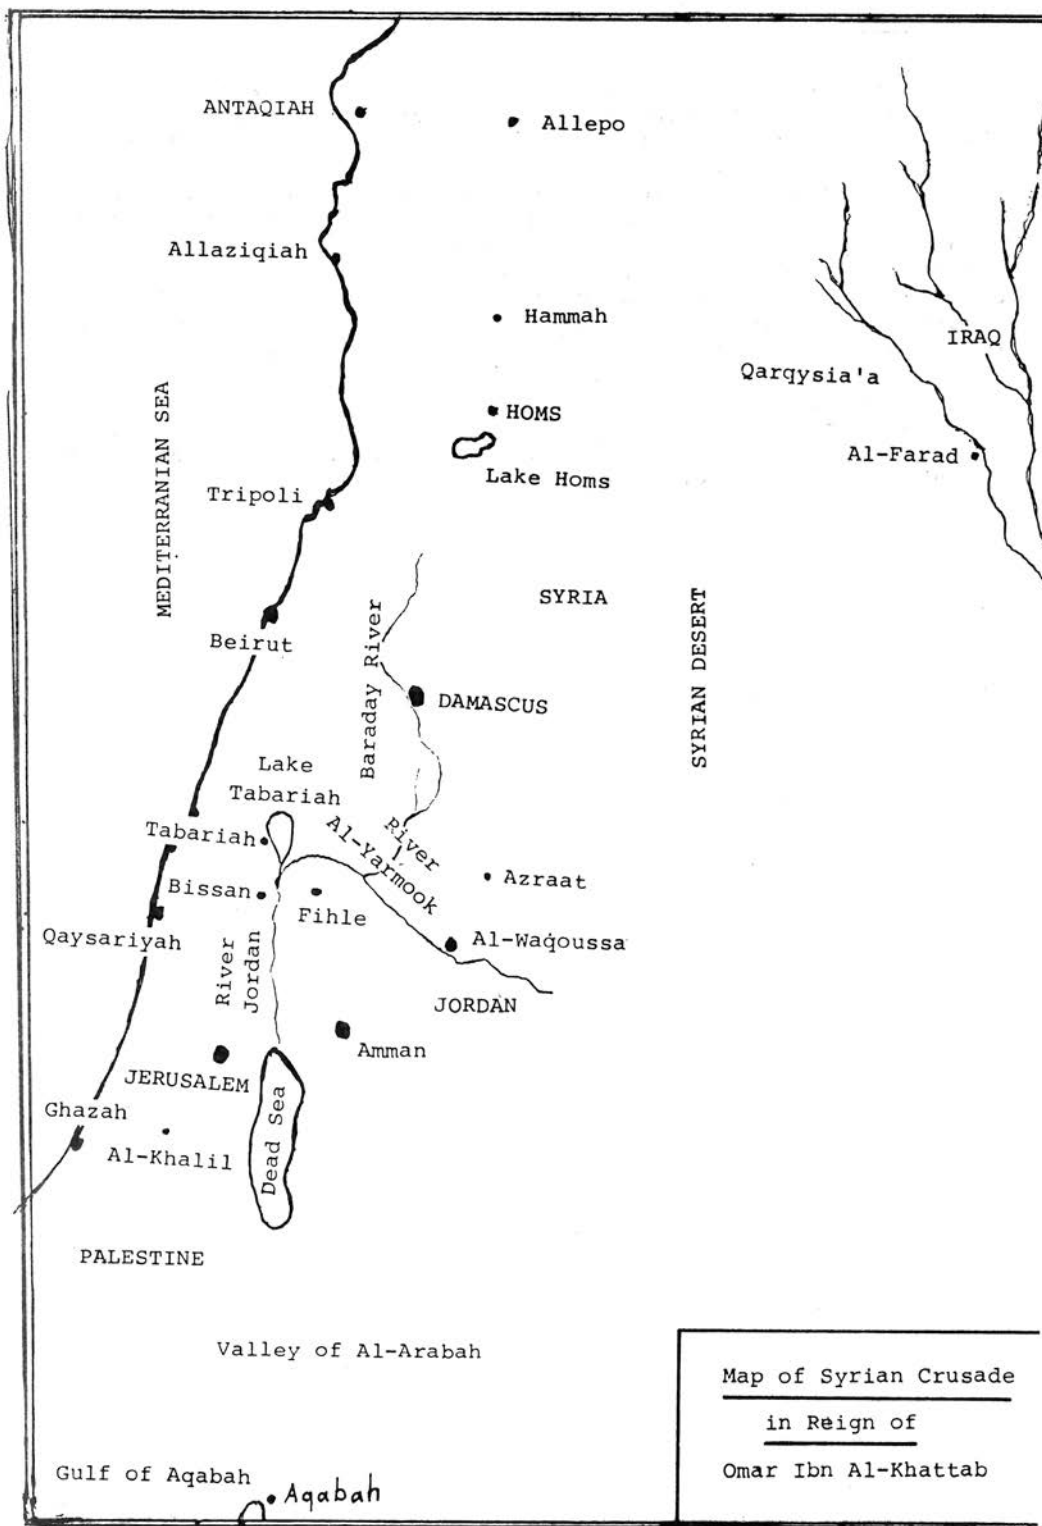 ANTAQIAH
Allepo
Allaziqiah
Hammah
IRAQ
Qarqysia'a
HOMS
MEDITERRANIAN SEA
Al-Farad
Lake Homs
Tripoli
SYRIA
Beirut
Baraday River
DAMASCUS
SYRIAN DESERT
Lake
Tabariah
Tabariah
River
Al-Yarmook
Bissan
Azraat
Fihle
Qaysariyah
Al-Waqoussa
River
Jordan
JORDAN
Amman
JERUSALEM
Ghazah
Dead Sea
Al-Khalil
PALESTINE
Valley of Al-Arabah
Map of Syrian Crusade
in Reign of
Omar Ibn Al-Khattab
Gulf of Aqabah
Aqabah